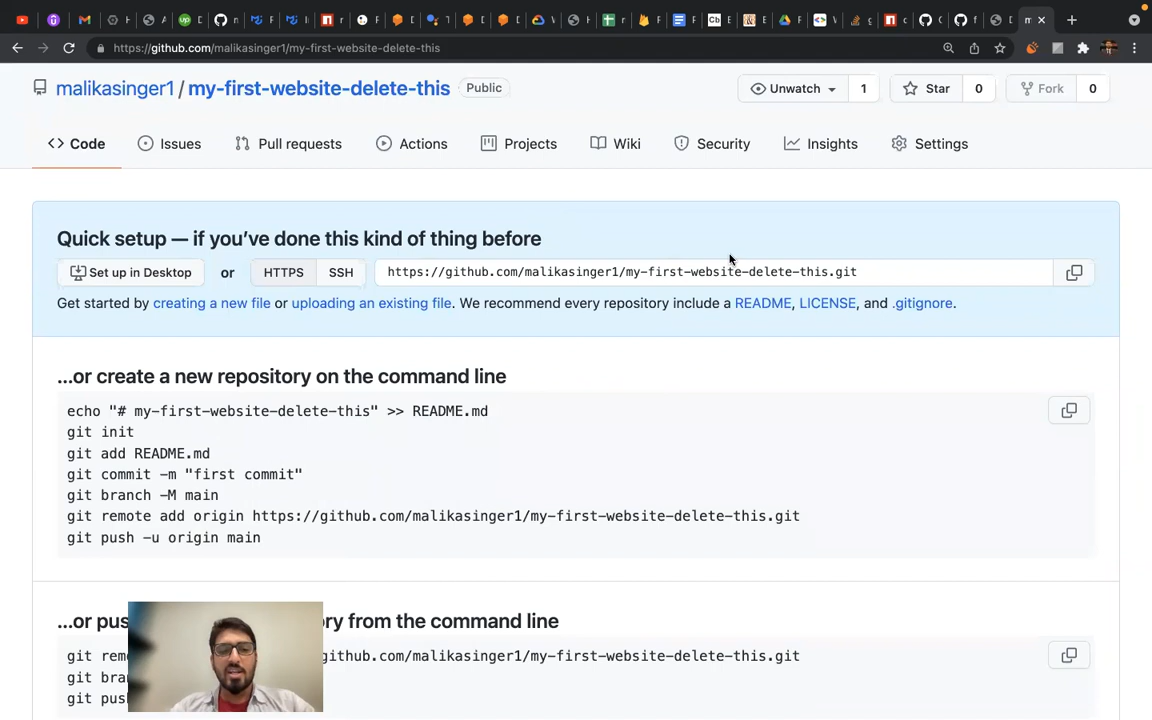 https://github.com/malikasinger1/my-first-website-delete-this
malikasinger1 / my-first-website-delete-this Public
Unwatch 1 Star 0 Fork 0
<> Code Issues Pull requests Actions Projects Wiki Security Insights Settings
Quick setup — if you've done this kind of thing before
Set up in Desktop or HTTPS SSH https://github.com/malikasinger1/my-first-website-delete-this.git
Get started by creating a new file or uploading an existing file. We recommend every repository include a README, LICENSE, and .gitignore.
...or create a new repository on the command line
echo "# my-first-website-delete-this" >> README.md
git init
git add README.md
git commit -m "first commit"
git branch -M main
git remote add origin https://github.com/malikasinger1/my-first-website-delete-this.git
git push -u origin main
...or from the command line
git github.com/malikasinger1/my-first-website-delete-this.git
git
git